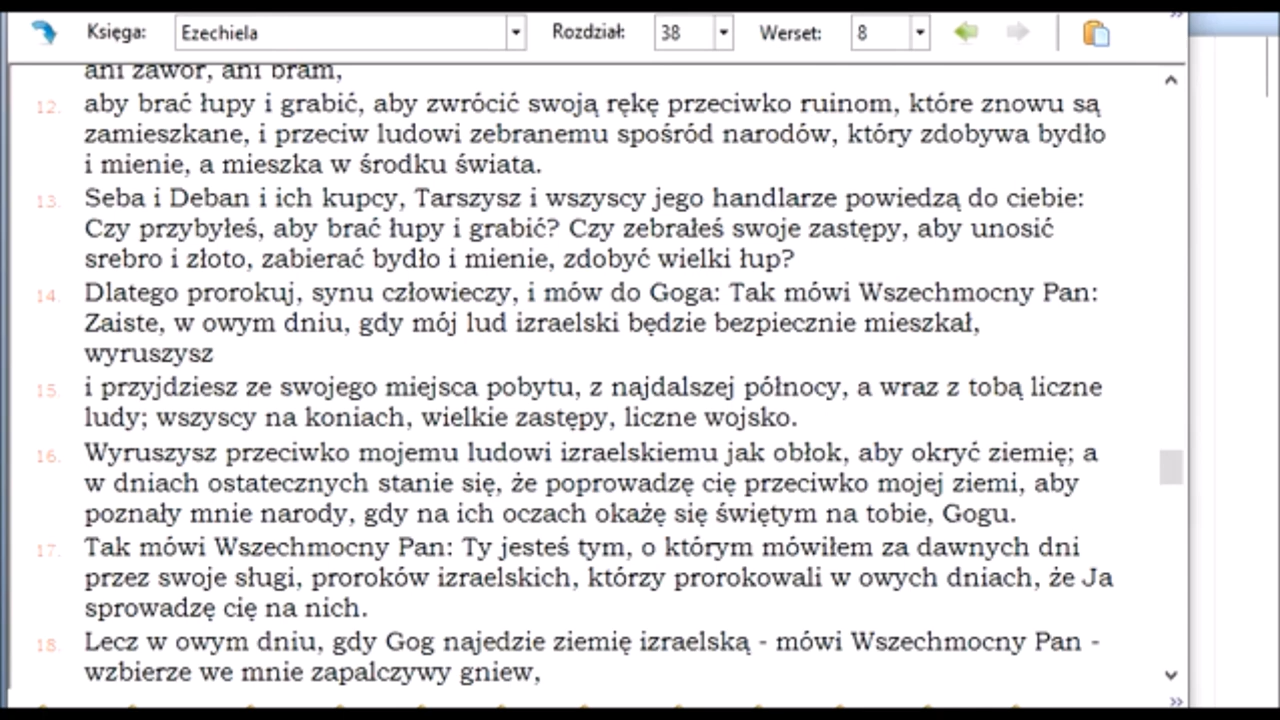 Księga: Ezechiela Rozdział: 38 Werset: 8
ani zawór, ani bram,
12. aby brać łupy i grabić, aby zwrócić swoją rękę przeciwko ruinom, które znowu są
zamieszkane, i przeciw ludowi zebranemu spośród narodów, który zdobywa bydło
i mienie, a mieszka w środku świata.
13. Seba i Deban i ich kupcy, Tarszysz i wszyscy jego handlarze powiedzą do ciebie:
Czy przybyłeś, aby brać łupy i grabić? Czy zebrałeś swoje zastępy, aby unosić
srebro i złoto, zabierać bydło i mienie, zdobyć wielki łup?
14. Dlatego prorokuj, synu człowieczy, i mów do Goga: Tak mówi Wszechmocny Pan:
Zaiste, w owym dniu, gdy mój lud izraelski będzie bezpiecznie mieszkał,
wyruszysz
15. i przyjdziesz ze swojego miejsca pobytu, z najdalszej północy, a wraz z tobą liczne
ludy; wszyscy na koniach, wielkie zastępy, liczne wojsko.
16. Wyruszysz przeciwko mojemu ludowi izraelskiemu jak obłok, aby okryć ziemię; a
w dniach ostatecznych stanie się, że poprowadzę cię przeciwko mojej ziemi, aby
poznały mnie narody, gdy na ich oczach okażę się świętym na tobie, Gogu.
17. Tak mówi Wszechmocny Pan: Ty jesteś tym, o którym mówiłem za dawnych dni
przez swoje sługi, proroków izraelskich, którzy prorokowali w owych dniach, że Ja
sprowadzę cię na nich.
18. Lecz w owym dniu, gdy Gog najedzie ziemię izraelską - mówi Wszechmocny Pan -
wzbierze we mnie zapalczywy gniew,